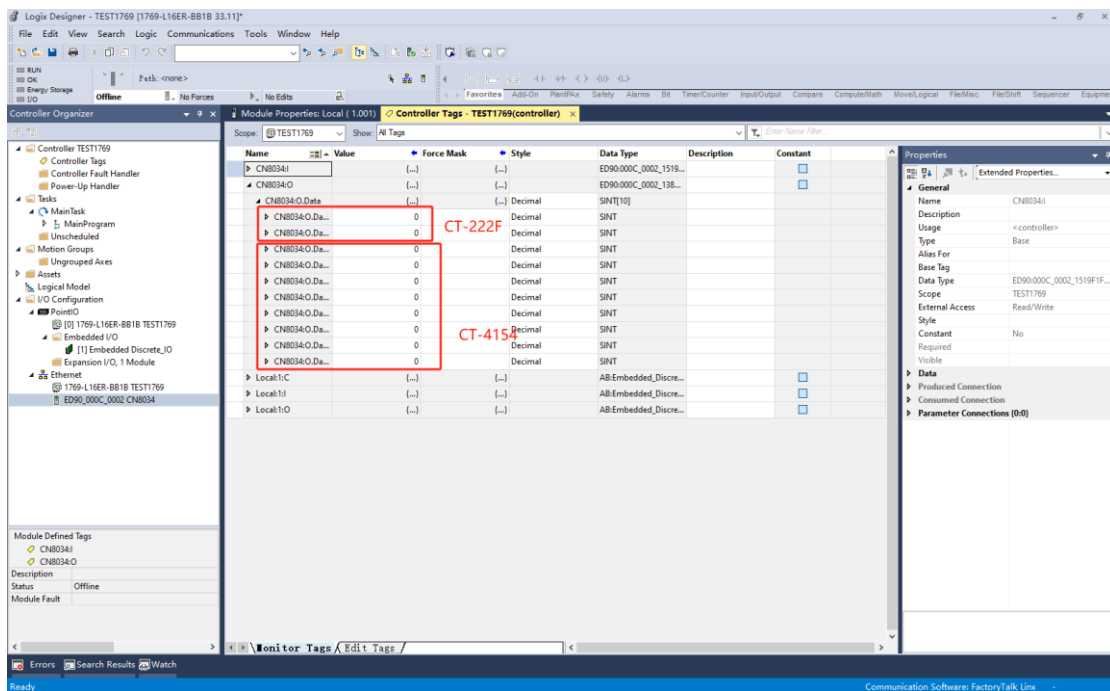 Logix Designer - TEST1769 [1769-L16ER-BB1B 33.11]*
File Edit View Search Logic Communications Tools Window Help
RUN
OK
Energy Storage
I/O
Path: <none>
Offline No Forces No Edits
Favorites Add-On PlantPAx Safety Alarms Bit Timer/Counter Input/Output Compare Compute/Math Move/Logical File/Misc. File/Shift Sequencer Equipme
Controller Organizer
Module Properties: Local (1.001) Controller Tags - TEST1769(controller)
Scope: TEST1769 Show: All Tags Enter Name Filter...
Controller TEST1769
Controller Tags
Controller Fault Handler
Power-Up Handler
Tasks
MainTask
MainProgram
Unscheduled
Motion Groups
Ungrouped Axes
Assets
Logical Model
I/O Configuration
PointIO
[0] 1769-L16ER-BB1B TEST1769
Embedded I/O
[1] Embedded Discrete_IO
Expansion I/O, 1 Module
Ethernet
1769-L16ER-BB1B TEST1769
ED90_000C_0002 CN8034
Module Defined Tags
CN8034:I
CN8034:O
Description
Status Offline
Module Fault
Name Value Force Mask Style Data Type Description Constant
CN8034:I {...} {...} ED90:000C_0002_1519...
CN8034:O {...} {...} ED90:000C_0002_138...
CN8034:O.Data {...} {...} Decimal SINT[10]
CN8034:O.Da... 0 Decimal SINT
CN8034:O.Da... 0 Decimal SINT
CT-222F
CN8034:O.Da... 0 Decimal SINT
CN8034:O.Da... 0 Decimal SINT
CN8034:O.Da... 0 Decimal SINT
CN8034:O.Da... 0 Decimal SINT
CN8034:O.Da... 0 Decimal SINT
CN8034:O.Da... 0 Decimal SINT
CN8034:O.Da... 0 Decimal SINT
CN8034:O.Da... 0 Decimal SINT
CT-4154
Local:1:C {...} {...} AB:Embedded_Discre...
Local:1:I {...} {...} AB:Embedded_Discre...
Local:1:O {...} {...} AB:Embedded_Discre...
Monitor Tags Edit Tags
Properties
Extended Properties...
General
Name CN8034:I
Description
Usage <controller>
Type Base
Alias For
Base Tag
Data Type ED90:000C_0002_1519F1F...
Scope TEST1769
External Access Read/Write
Style
Constant No
Required
Visible
Data
Produced Connection
Consumed Connection
Parameter Connections {0:0}
Errors Search Results Watch
Ready Communication Software: FactoryTalk Linx -